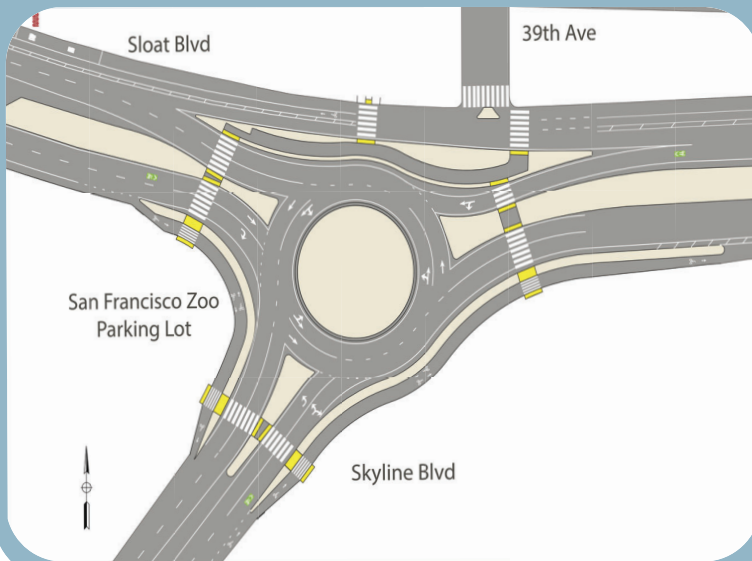 Sloat Blvd
39th Ave
San Francisco Zoo
Parking Lot
Skyline Blvd